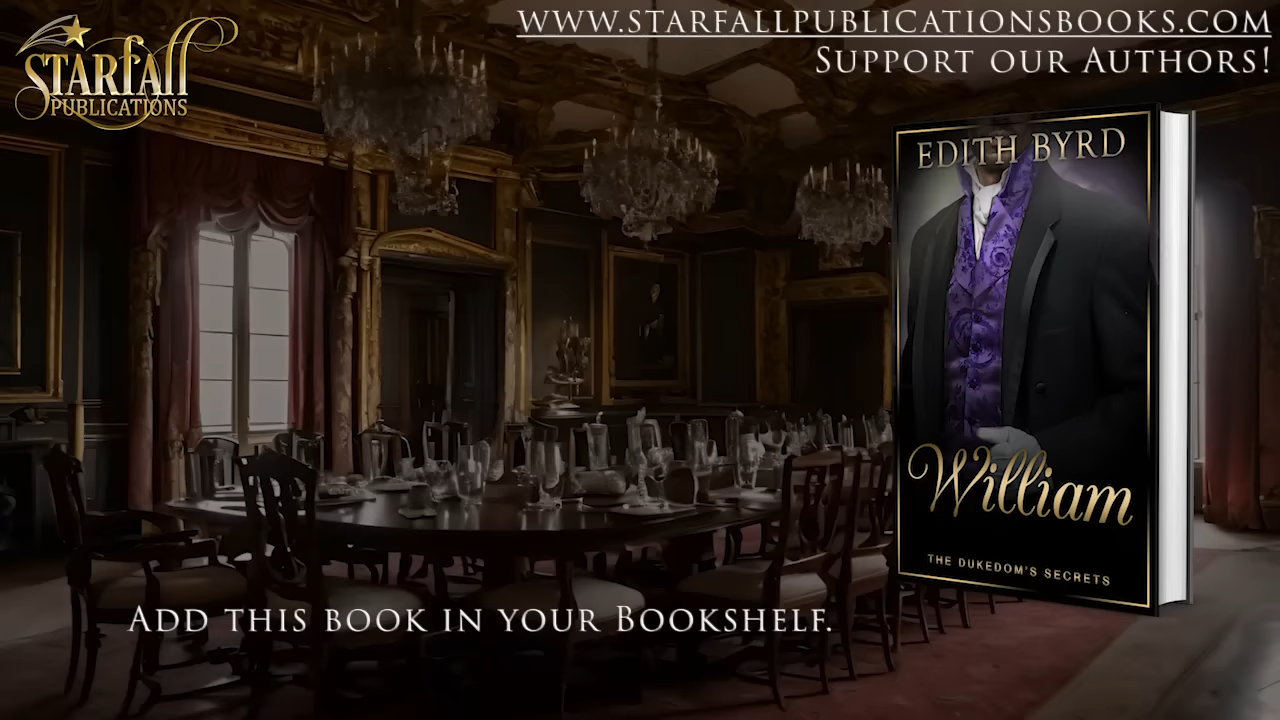 STARfall
PUBLICATIONS
WWW.STARFALLPUBLICATIONSBOOKS.COM
SUPPORT OUR AUTHORS!
EDITH BYRD
William
THE DUKEDOM'S SECRETS
ADD THIS BOOK IN YOUR BOOKSHELF.